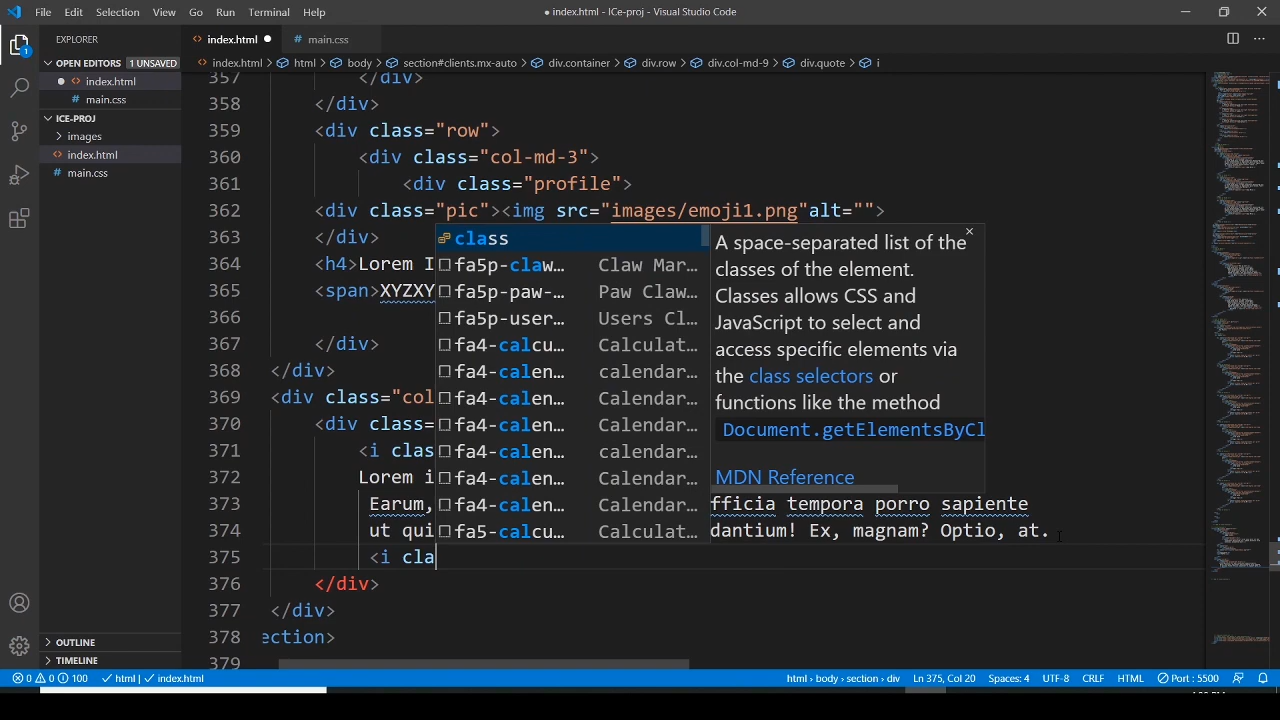 File Edit Selection View Go Run Terminal Help
● index.html - ICe-proj - Visual Studio Code
EXPLORER
index.html
main.css
OPEN EDITORS 1 UNSAVED
index.html > html > body > section#clients.mx-auto > div.container > div.row > div.col-md-9 > div.quote > i
index.html
main.css
ICE-PROJ
images
index.html
main.css
357 </div>
358 </div>
359 <div class="row">
360 <div class="col-md-3">
361 <div class="profile">
362 <div class="pic"><img src="images/emoji1.png"alt="">
363 </div>
364 <h4>Lorem I
365 <span>XYZXY
366
367 </div>
368 </div>
369 <div class="col
370 <div class=
371 <i clas
372 Lorem i
373 Earum, fficia tempora porro sapiente
374 ut qui dantium! Ex, magnam? Optio, at.
375 <i cla
376 </div>
377 </div>
378 ection>
379
class
fa5p-claw… Claw Mar…
fa5p-paw-… Paw Claw…
fa5p-user… Users Cl…
fa4-calcu… Calculat…
fa4-calen… calendar…
fa4-calen… calendar…
fa4-calen… calendar…
fa4-calen… calendar…
fa4-calen… calendar…
fa4-calen… calendar…
fa5-calcu… Calculat…
A space-separated list of the
classes of the element.
Classes allows CSS and
JavaScript to select and
access specific elements via
the class selectors or
functions like the method
Document.getElementsByCl
MDN Reference
OUTLINE
TIMELINE
0 0 100 html | index.html
html › body › section › div Ln 375, Col 20 Spaces: 4 UTF-8 CRLF HTML Port : 5500